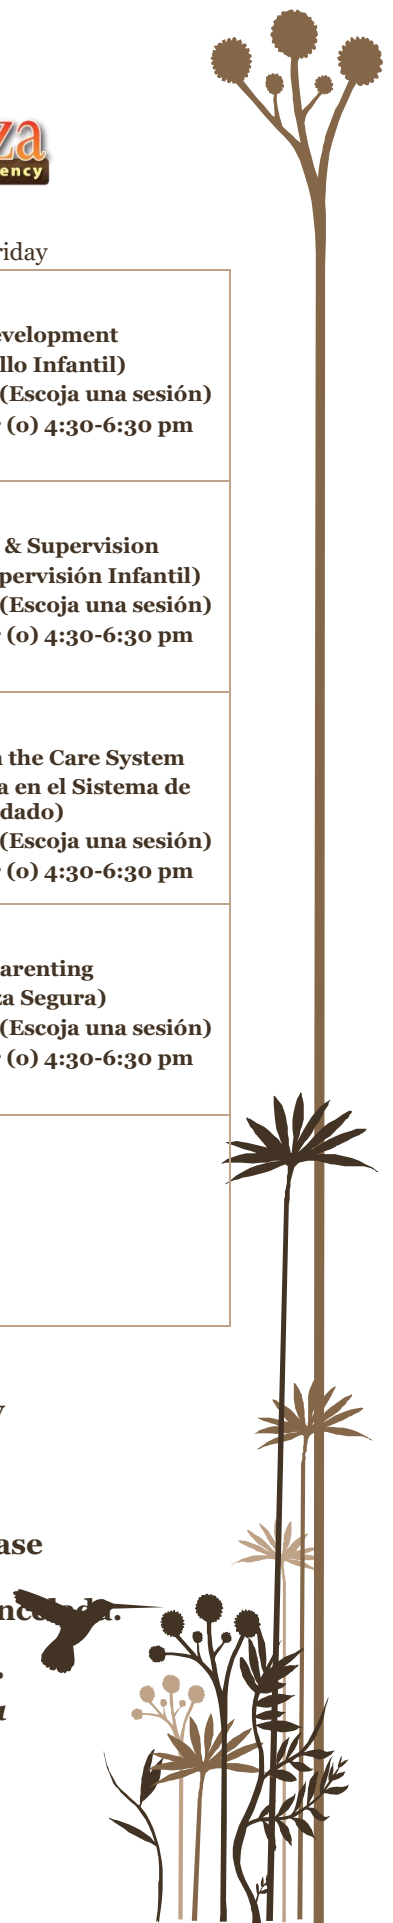 za
ency
riday
evelopment
llo Infantil)
(Escoja una sesión)
(o) 4:30-6:30 pm
& Supervision
pervisión Infantil)
(Escoja una sesión)
(o) 4:30-6:30 pm
n the Care System
a en el Sistema de
dado)
(Escoja una sesión)
(o) 4:30-6:30 pm
arenting
za Segura)
(Escoja una sesión)
(o) 4:30-6:30 pm
y
ase
ncelada.
a